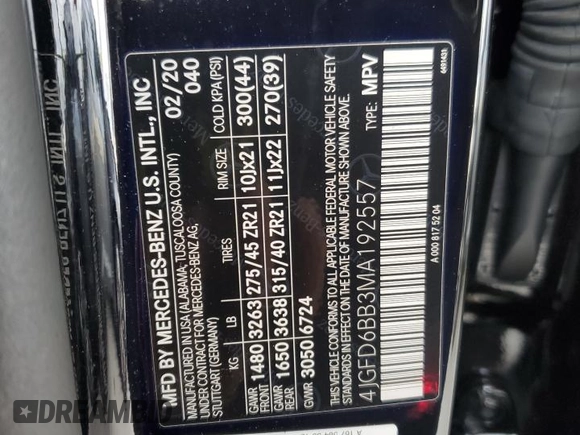 MFD BY MERCEDES-BENZ U.S. INTL., INC
MADE IN USA (ALABAMA, TUSCALOOSA COUNTY) 02/20
UNDER CONTRACT FOR MERCEDES-BENZ AG,
STUTTGART (GERMANY) 040
KG LB TIRES RIM SIZE COLD KPA (PSI)
GAWR FRONT 1480 3263 275/45 ZR21 10Jx21 300(44)
GAWR REAR 1650 3638 315/40 ZR21 11Jx22 270(39)
GVWR 3050 6724
THIS VEHICLE CONFORMS TO ALL APPLICABLE FEDERAL MOTOR VEHICLE SAFETY
STANDARDS IN EFFECT ON THE DATE OF MANUFACTURE SHOWN ABOVE.
4JGFD6BB3MA192557 TYPE: MPV
A 000 817 52 04
4491431
DREAM